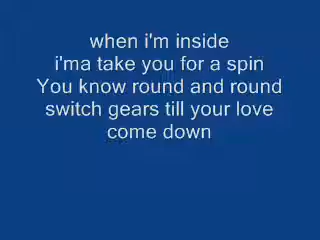 when i'm inside
i'ma take you for a spin
You know round and round
switch gears till your love
come down